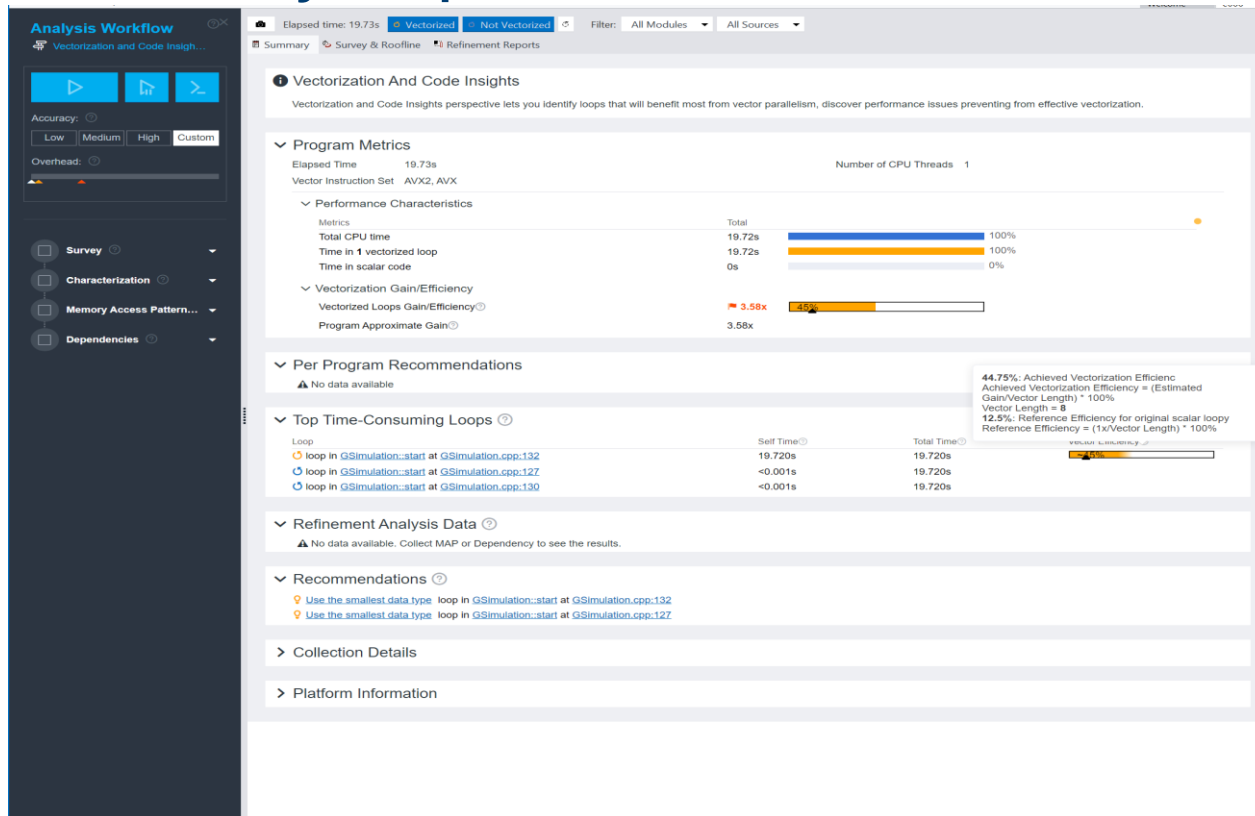 Analysis Workflow
Vectorization and Code Insigh...
Accuracy:
Low Medium High Custom
Overhead:
Survey
Characterization
Memory Access Pattern...
Dependencies
Elapsed time: 19.73s Vectorized Not Vectorized Filter: All Modules All Sources
Summary Survey & Roofline Refinement Reports
Vectorization And Code Insights
Vectorization and Code Insights perspective lets you identify loops that will benefit most from vector parallelism, discover performance issues preventing from effective vectorization.
Program Metrics
Elapsed Time 19.73s Number of CPU Threads 1
Vector Instruction Set AVX2, AVX
Performance Characteristics
Metrics Total
Total CPU time 19.72s 100%
Time in 1 vectorized loop 19.72s 100%
Time in scalar code 0s 0%
Vectorization Gain/Efficiency
Vectorized Loops Gain/Efficiency 3.58x 45%
Program Approximate Gain 3.58x
Per Program Recommendations
No data available
44.75%: Achieved Vectorization Efficienc
Achieved Vectorization Efficiency = (Estimated
Gain/Vector Length) * 100%
Vector Length = 8
12.5%: Reference Efficiency for original scalar loopy
Reference Efficiency = (1x/Vector Length) * 100%
Top Time-Consuming Loops
Loop Self Time Total Time Vector Efficiency
loop in GSimulation::start at GSimulation.cpp:132 19.720s 19.720s ~45%
loop in GSimulation::start at GSimulation.cpp:127 <0.001s 19.720s
loop in GSimulation::start at GSimulation.cpp:130 <0.001s 19.720s
Refinement Analysis Data
No data available. Collect MAP or Dependency to see the results.
Recommendations
Use the smallest data type loop in GSimulation::start at GSimulation.cpp:132
Use the smallest data type loop in GSimulation::start at GSimulation.cpp:127
Collection Details
Platform Information